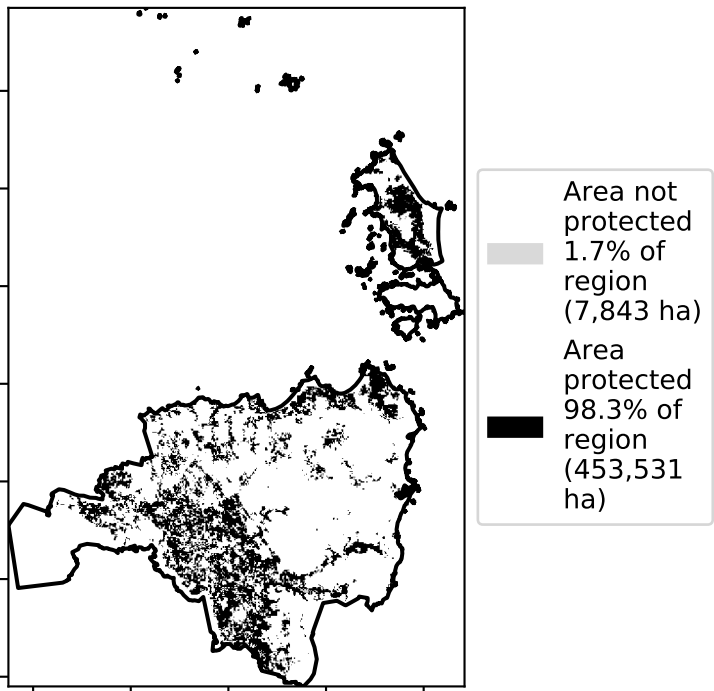 Area not
protected
1.7% of
region
(7,843 ha)
Area
protected
98.3% of
region
(453,531
ha)